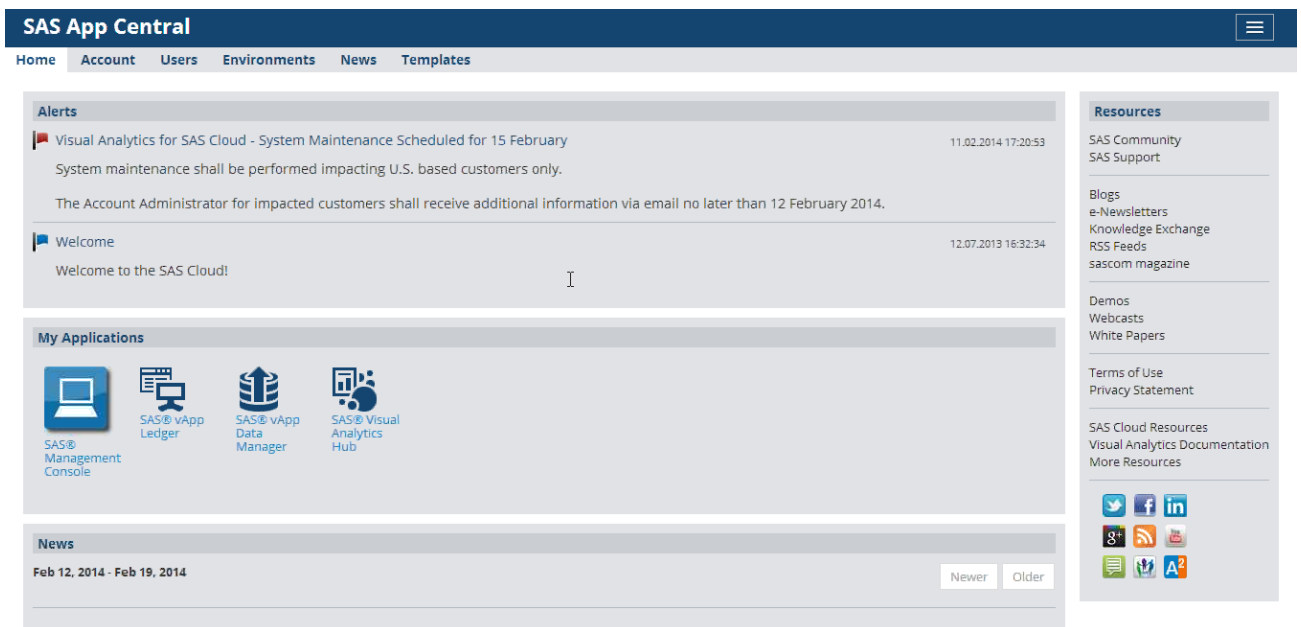 SAS App Central
Home Account Users Environments News Templates
Alerts
Visual Analytics for SAS Cloud - System Maintenance Scheduled for 15 February 11.02.2014 17:20:53
System maintenance shall be performed impacting U.S. based customers only.
The Account Administrator for impacted customers shall receive additional information via email no later than 12 February 2014.
Welcome 12.07.2013 16:32:34
Welcome to the SAS Cloud!
My Applications
SAS®
Management
Console
SAS® vApp
Ledger
SAS® vApp
Data
Manager
SAS® Visual
Analytics
Hub
News
Feb 12, 2014 - Feb 19, 2014
Newer Older
Resources
SAS Community
SAS Support
Blogs
e-Newsletters
Knowledge Exchange
RSS Feeds
sascom magazine
Demos
Webcasts
White Papers
Terms of Use
Privacy Statement
SAS Cloud Resources
Visual Analytics Documentation
More Resources
f in
g+
A2